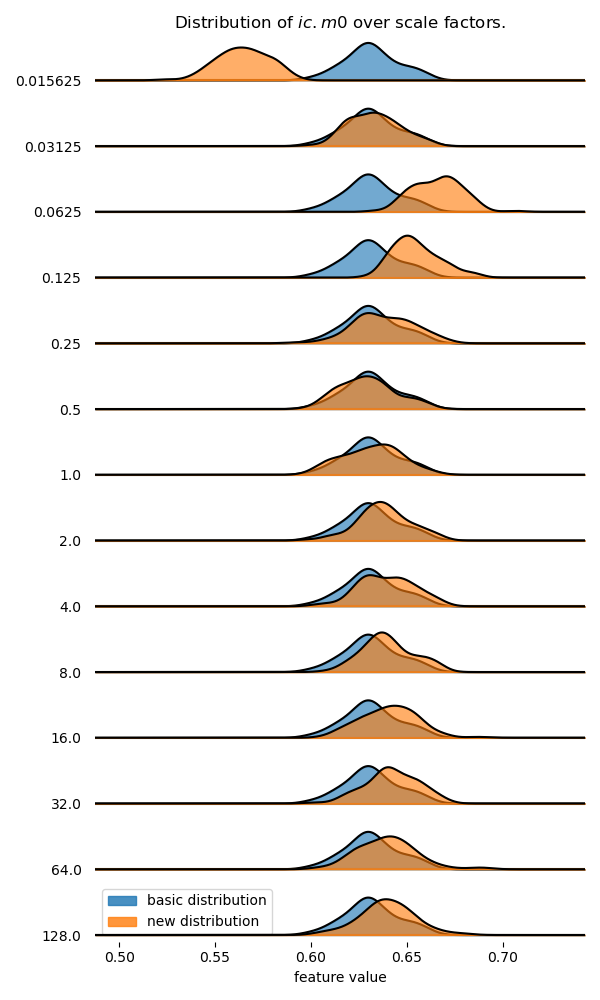 Distribution of ic.m0 over scale factors.
0.015625
0.03125
0.0625
0.125
0.25
0.5
1.0
2.0
4.0
8.0
16.0
32.0
64.0
basic distribution
new distribution
128.0
0.50 0.55 0.60 0.65 0.70
feature value